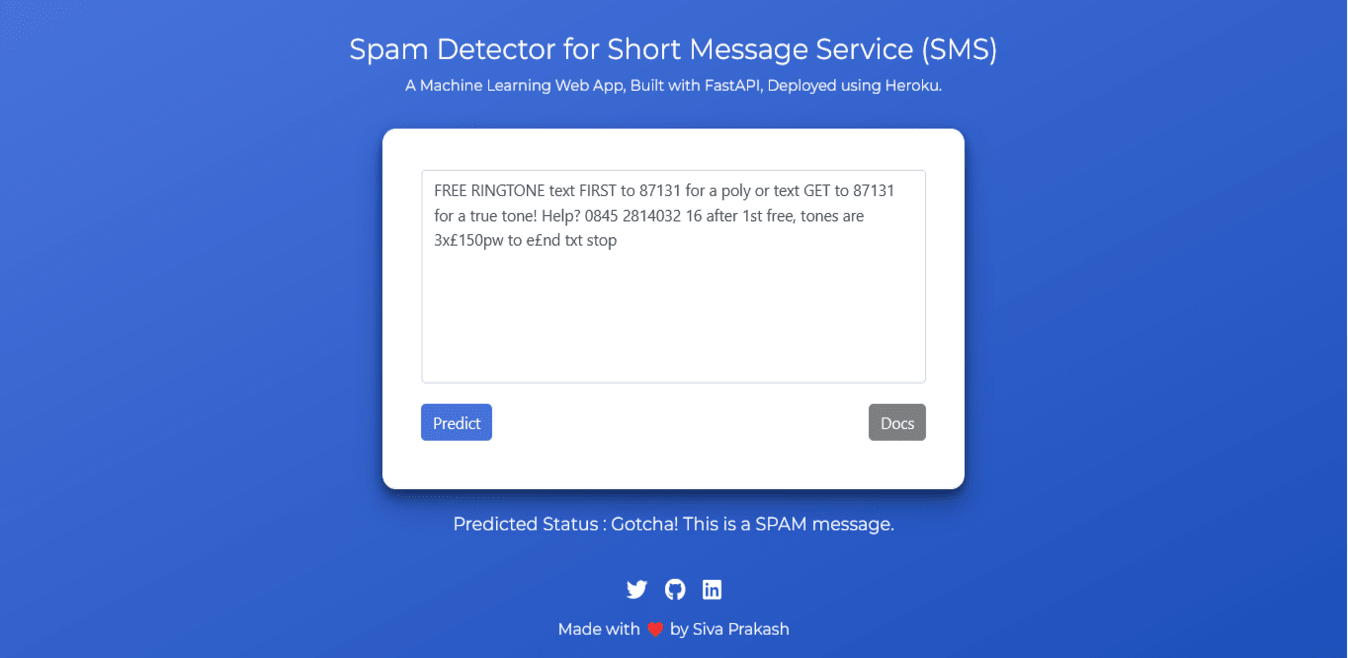 Spam Detector for Short Message Service (SMS)
A Machine Learning Web App, Built with FastAPI, Deployed using Heroku.
FREE RINGTONE text FIRST to 87131 for a poly or text GET to 87131
for a true tone! Help? 0845 2814032 16 after 1st free, tones are
3x£150pw to e£nd txt stop
Predict
Docs
Predicted Status : Gotcha! This is a SPAM message.
Made with ❤️ by Siva Prakash